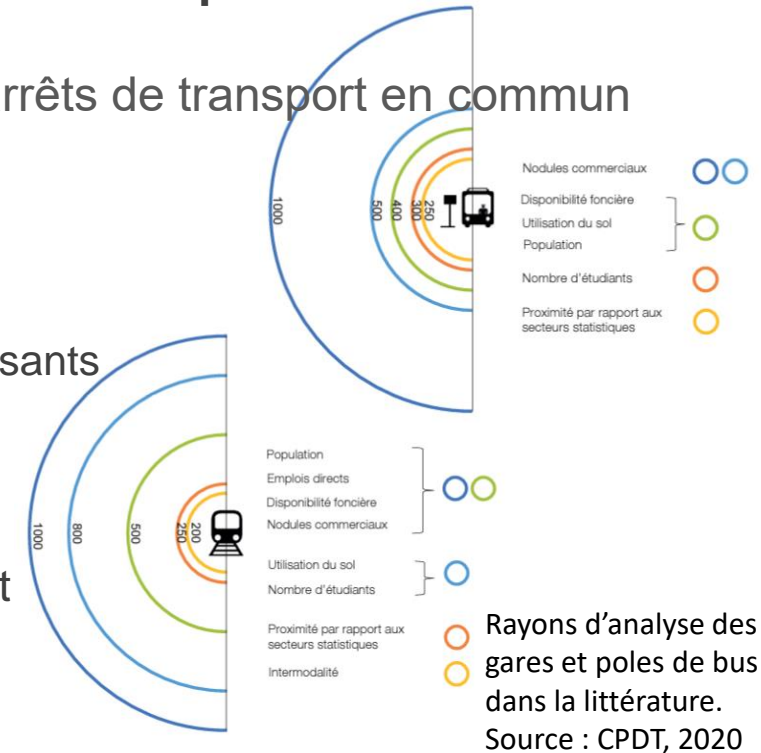 rrêts de transport en commun
1000
500
400
300
250
Nodules commerciaux
Disponibilité foncière
Utilisation du sol
Population
Nombre d'étudiants
Proximité par rapport aux
secteurs statistiques
sants
t
1000
800
500
250
200
Population
Emplois directs
Disponibilité foncière
Nodules commerciaux
Utilisation du sol
Nombre d'étudiants
Proximité par rapport aux
secteurs statistiques
Intermodalité
Rayons d'analyse des
gares et poles de bus
dans la littérature.
Source : CPDT, 2020